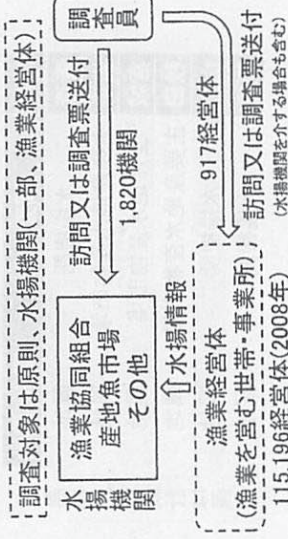 調査対象は原則、水揚機関(一部、漁業経営体)
水揚機関
漁業協同組合
産地魚市場
その他
訪問又は調査票送付
1,820機関
調査員
水揚情報
漁業経営体
(漁業を営む世帯・事業所)
115,196経営体(2008年)
917経営体
訪問又は調査票送付
(水揚機関を介する場合も含む)